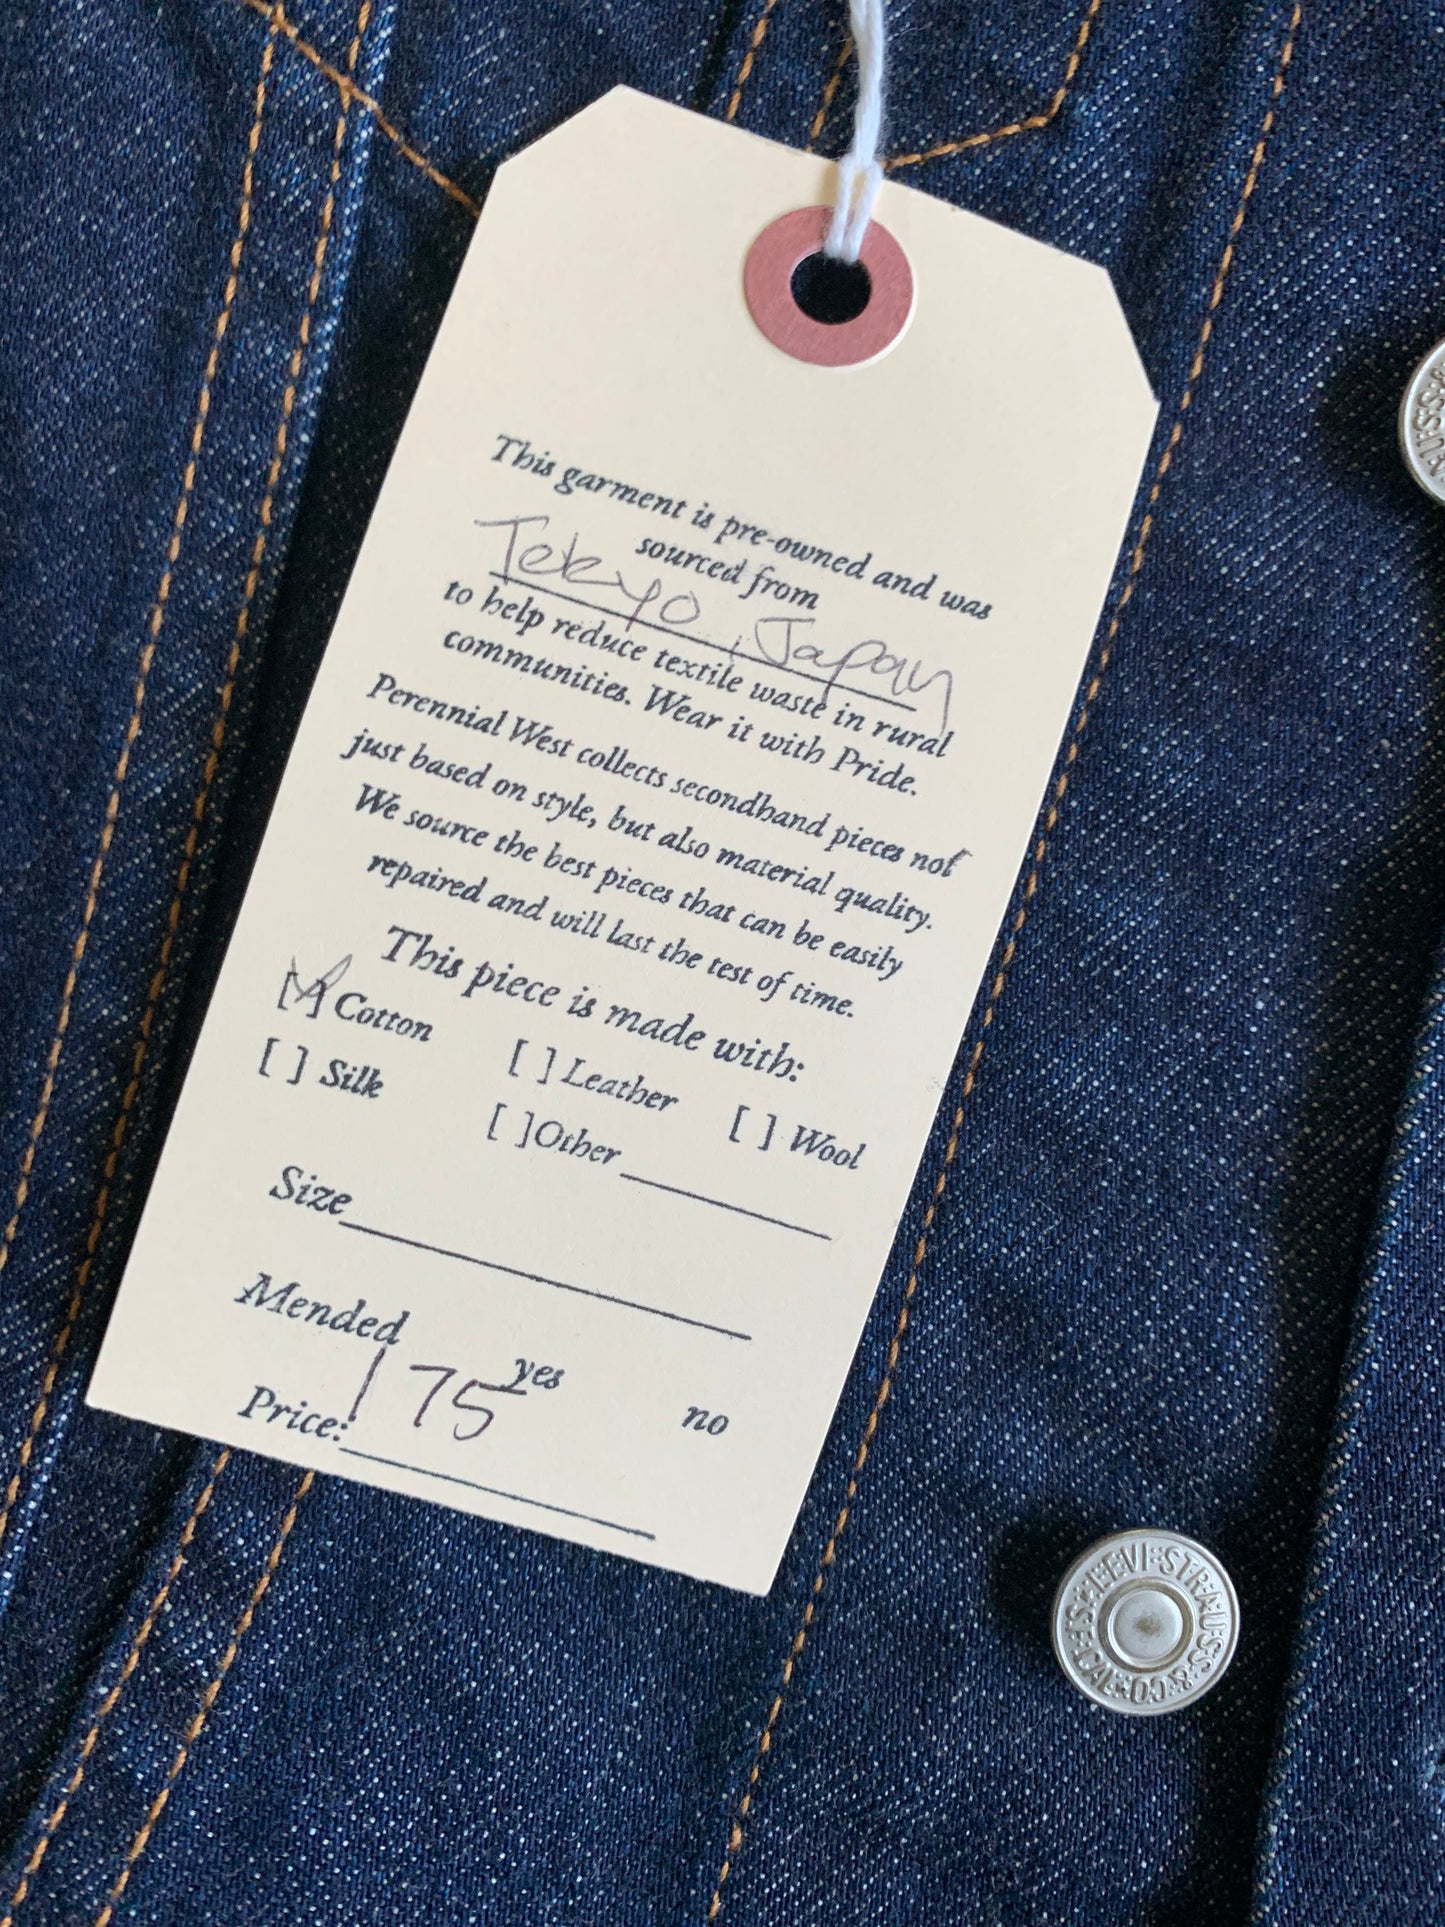 This garment is pre-owned and was
sourced from
Tokyo, Japan
to help reduce textile waste in rural
communities. Wear it with Pride.
Perennial West collects secondhand pieces not
just based on style, but also material quality.
We source the best pieces that can be easily
repaired and will last the test of time.
This piece is made with:
[X] Cotton [ ] Leather [ ] Wool
[ ] Silk [ ]Other
Size
Mended yes no
Price: 175
LEVI STRAUSS & CO S.F. CAL
USS &